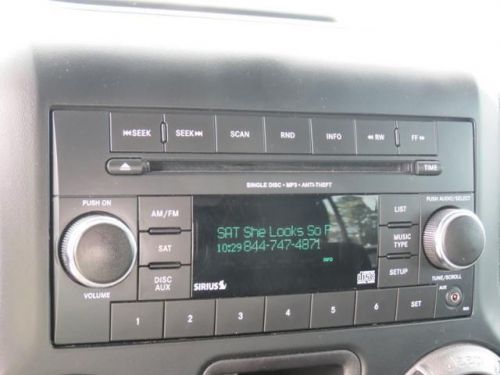 I◄◄SEEK SEEK►►I SCAN RND INFO ◄◄RW FF►►
TIME
SINGLE DISC • MP3 • ANTI-THEFT
PUSH ON
PUSH AUDIO/SELECT
AM/FM
LIST
SAT
MUSIC TYPE
DISC AUX
SETUP
SAT She Looks So P
10:29 844-747-4871
INFO
SIRIUS
VOLUME
TUNE/SCROLL
AUX
1 2 3 4 5 6 SET